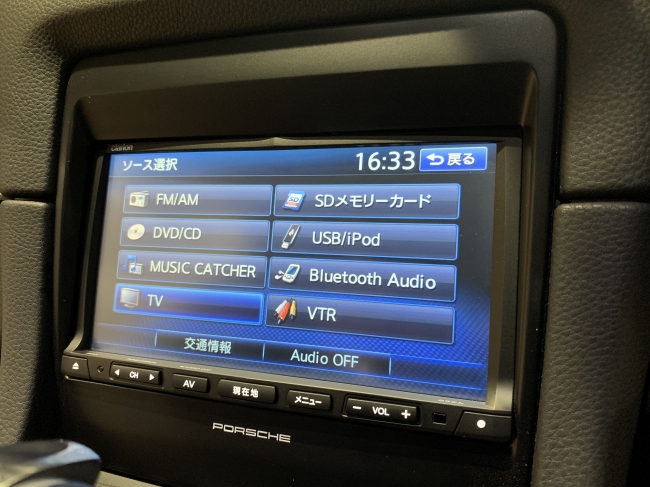 Clarion
ソース選択
16:33
戻る
FM/AM
SDメモリーカード
DVD/CD
USB/iPod
MUSIC CATCHER
Bluetooth Audio
TV
VTR
交通情報
Audio OFF
CH
AV
現在地
メニュー
− VOL +
PORSCHE